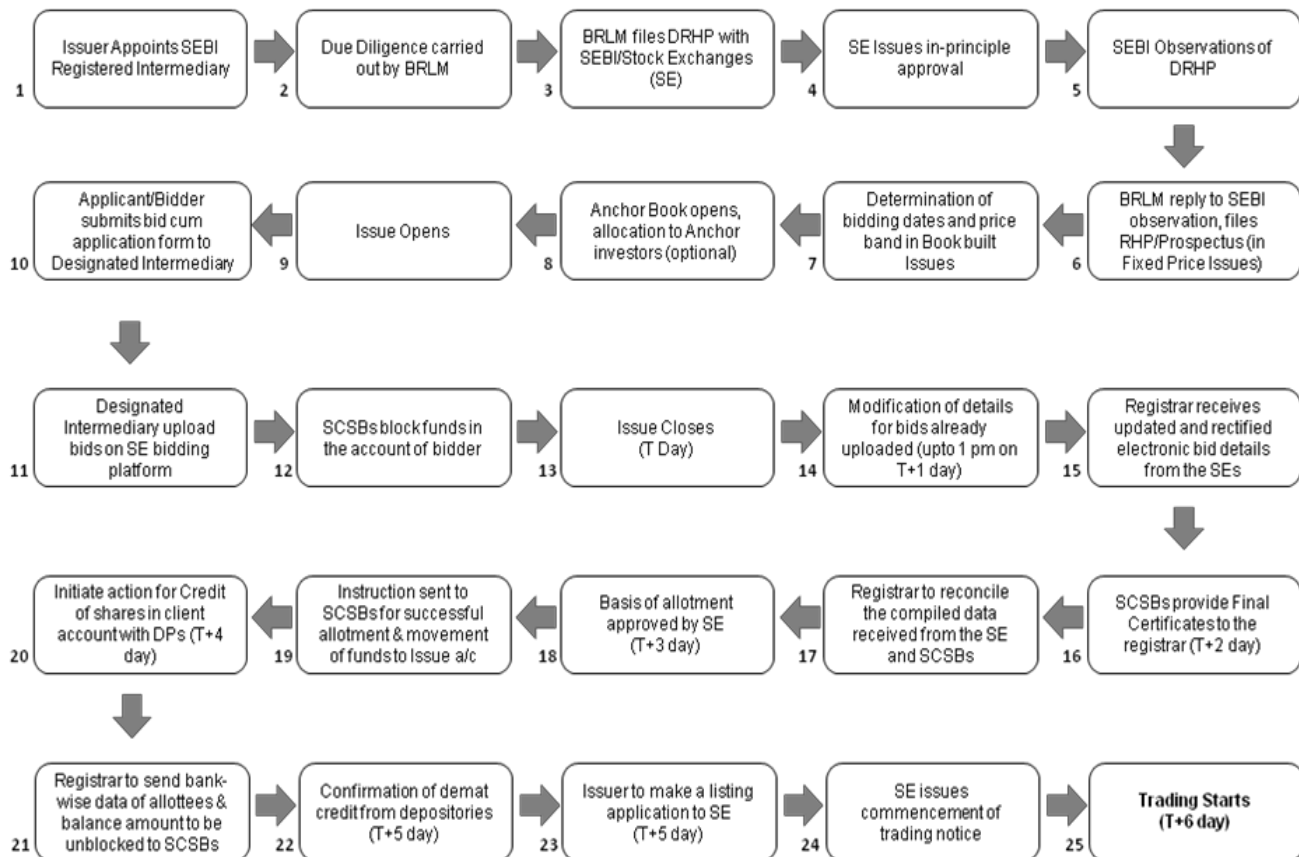 Issuer Appoints SEBI
Registered Intermediary
1
Due Diligence carried
out by BRLM
2
BRLM files DRHP with
SEBI/Stock Exchanges
(SE)
3
SE Issues in-principle
approval
4
SEBI Observations of
DRHP
5
BRLM reply to SEBI
observation, files
RHP/Prospectus (in
Fixed Price Issues)
6
Determination of
bidding dates and price
band in Book built
Issues
7
Anchor Book opens,
allocation to Anchor
investors (optional)
8
Issue Opens
9
Applicant/Bidder
submits bid cum
application form to
Designated Intermediary
10
Designated
Intermediary upload
bids on SE bidding
platform
11
SCSBs block funds in
the account of bidder
12
Issue Closes
(T Day)
13
Modification of details
for bids already
uploaded (upto 1 pm on
T+1 day)
14
Registrar receives
updated and rectified
electronic bid details
from the SEs
15
SCSBs provide Final
Certificates to the
registrar (T+2 day)
16
Registrar to reconcile
the compiled data
received from the SE
and SCSBs
17
Basis of allotment
approved by SE
(T+3 day)
18
Instruction sent to
SCSBs for successful
allotment & movement
of funds to Issue a/c
19
Initiate action for Credit
of shares in client
account with DPs (T+4
day)
20
Registrar to send bank-
wise data of allottees &
balance amount to be
unblocked to SCSBs
21
Confirmation of demat
credit from depositories
(T+5 day)
22
Issuer to make a listing
application to SE
(T+5 day)
23
SE issues
commencement of
trading notice
24
Trading Starts
(T+6 day)
25